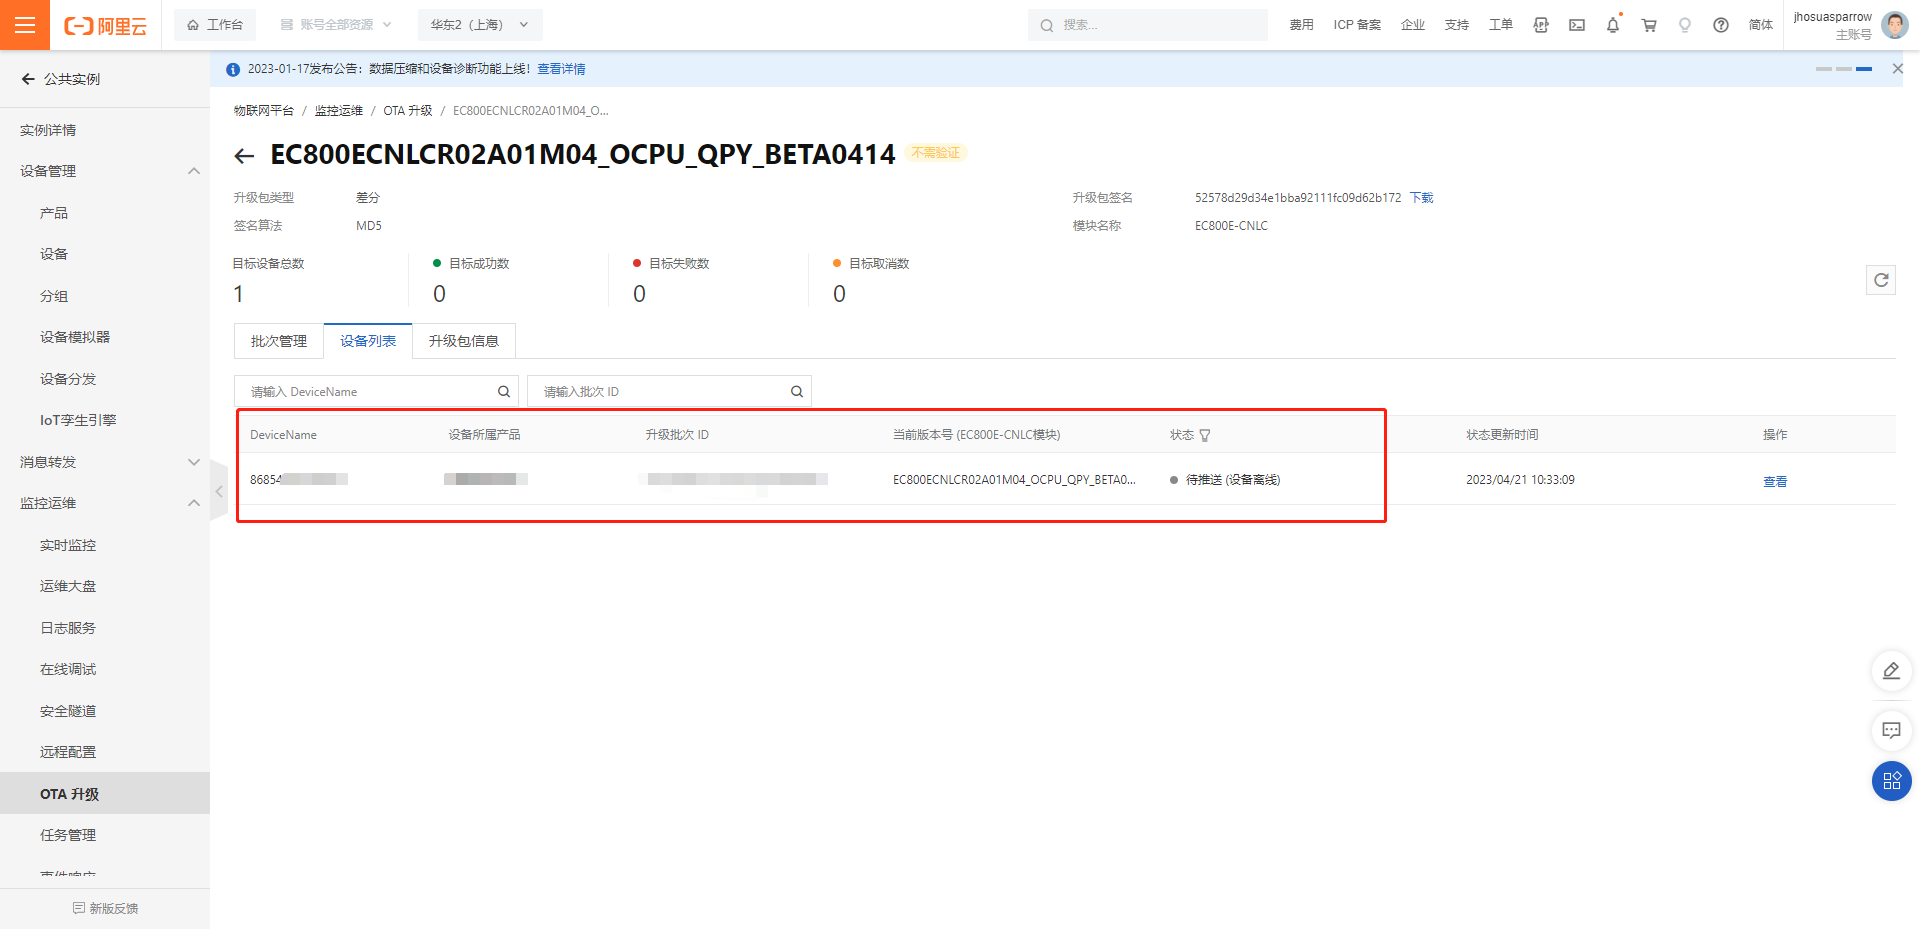 阿里云
工作台
账号全部资源
华东2（上海）
搜索...
费用
ICP 备案
企业
支持
工单
简体
jhosuasparrow
主账号
公共实例
2023-01-17发布公告：数据压缩和设备诊断功能上线！查看详情
物联网平台 / 监控运维 / OTA 升级 / EC800ECNLCR02A01M04_O...
EC800ECNLCR02A01M04_OCPU_QPY_BETA0414 不需验证
升级包类型 差分
升级包签名 52578d29d34e1bba92111fc09d62b172 下载
签名算法 MD5
模块名称 EC800E-CNLC
目标设备总数
1
目标成功数
0
目标失败数
0
目标取消数
0
批次管理
设备列表
升级包信息
请输入 DeviceName
请输入批次 ID
DeviceName 设备所属产品 升级批次 ID 当前版本号 (EC800E-CNLC模块) 状态 状态更新时间 操作
86854 EC800ECNLCR02A01M04_OCPU_QPY_BETA0... 待推送 (设备离线) 2023/04/21 10:33:09 查看
实例详情
设备管理
产品
设备
分组
设备模拟器
设备分发
IoT孪生引擎
消息转发
监控运维
实时监控
运维大盘
日志服务
在线调试
安全隧道
远程配置
OTA 升级
任务管理
新版反馈